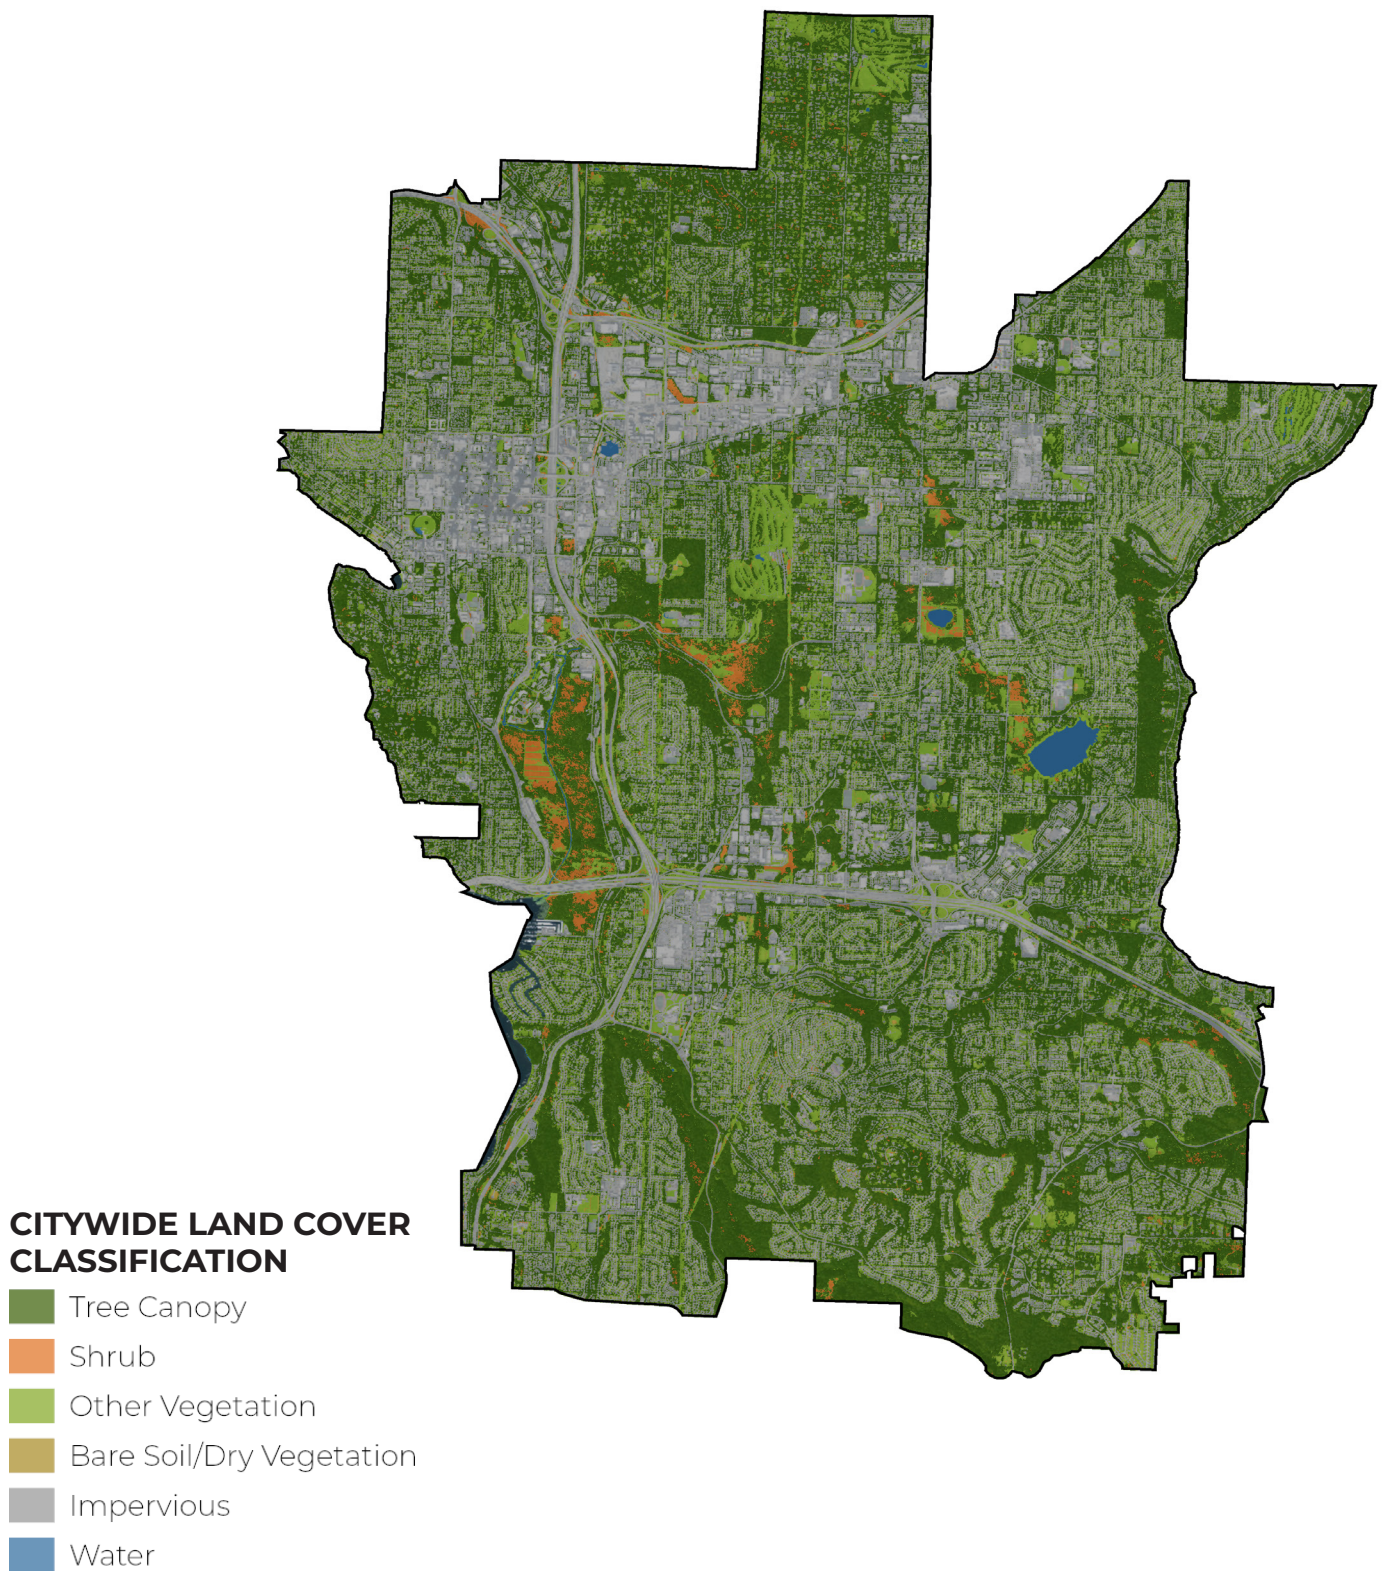 CITYWIDE LAND COVER
CLASSIFICATION
Tree Canopy
Shrub
Other Vegetation
Bare Soil/Dry Vegetation
Impervious
Water